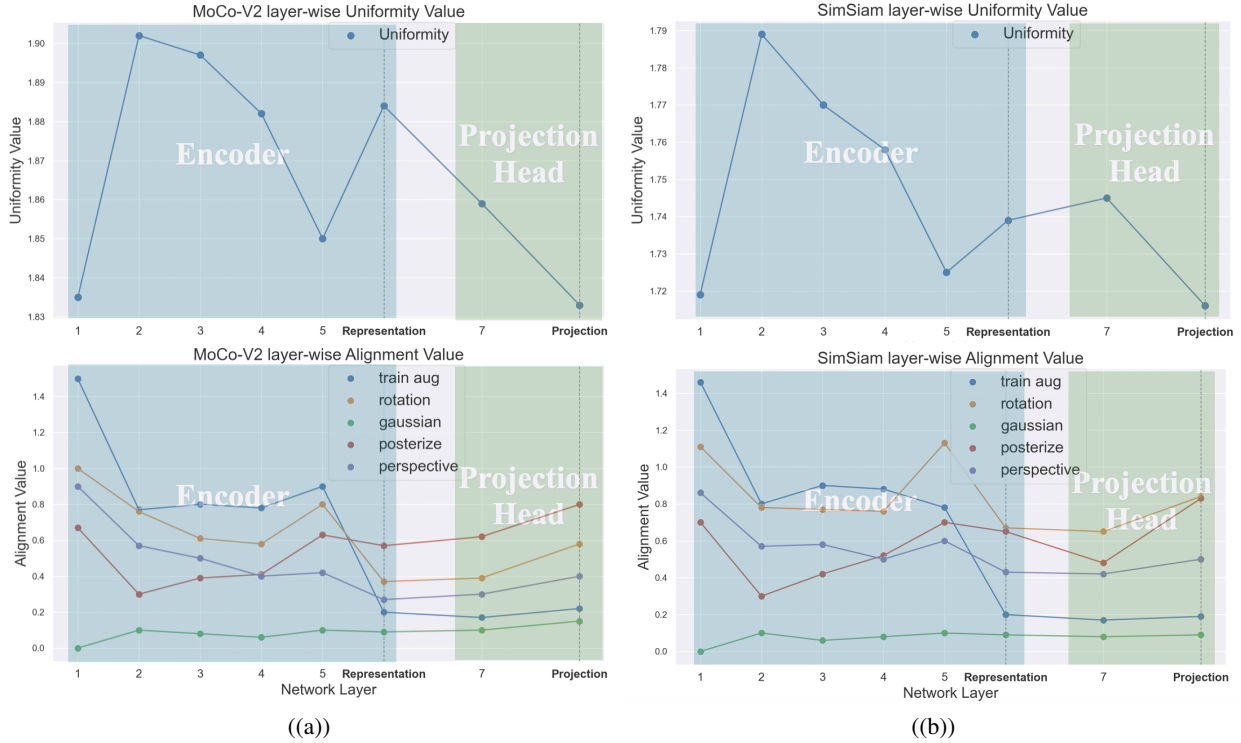 MoCo-V2 layer-wise Uniformity Value
Uniformity
1.90
1.89
1.88
1.87
1.86
1.85
1.84
1.83
Uniformity Value
Encoder
Projection
Head
1 2 3 4 5 Representation 7 Projection
SimSiam layer-wise Uniformity Value
Uniformity
1.79
1.78
1.77
1.76
1.75
1.74
1.73
1.72
Uniformity Value
Encoder
Projection
Head
1 2 3 4 5 Representation 7 Projection
MoCo-V2 layer-wise Alignment Value
train aug
rotation
gaussian
posterize
perspective
1.4
1.2
1.0
0.8
0.6
0.4
0.2
0.0
Alignment Value
Encoder
Projection
Head
1 2 3 4 5 Representation 7 Projection
Network Layer
((a))
SimSiam layer-wise Alignment Value
train aug
rotation
gaussian
posterize
perspective
1.4
1.2
1.0
0.8
0.6
0.4
0.2
0.0
Alignment Value
Encoder
Projection
Head
1 2 3 4 5 Representation 7 Projection
Network Layer
((b))